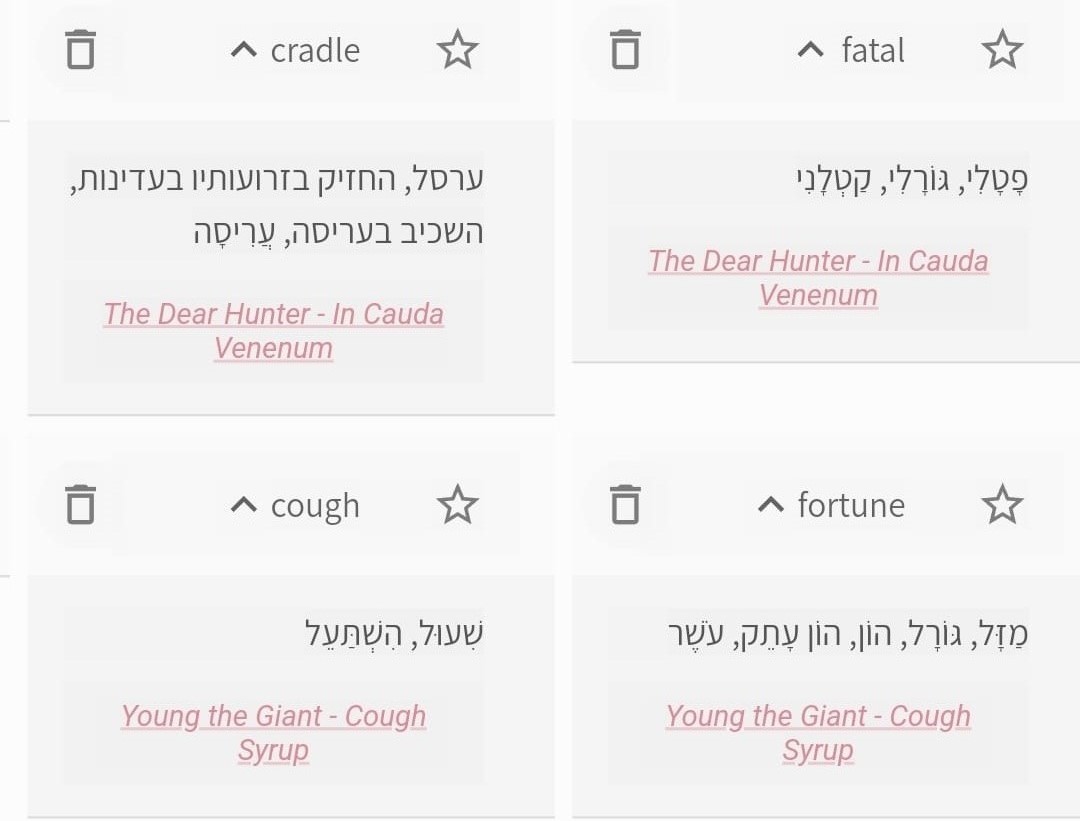 cradle
ערסל, החזיק בזרועותיו בעדינות,
השכיב בעריסה, עֲרִיסָה
The Dear Hunter - In Cauda
Venenum
fatal
פָטָלִי, גּוֹרָלִי, קַטְלָנִי
The Dear Hunter - In Cauda
Venenum
cough
שִׁעוּל, הִשְׁתַּעֵל
Young the Giant - Cough
Syrup
fortune
מַזָּל, גּוֹרָל, הוֹן, הוֹן עָתֵק, עֹשֶׁר
Young the Giant - Cough
Syrup